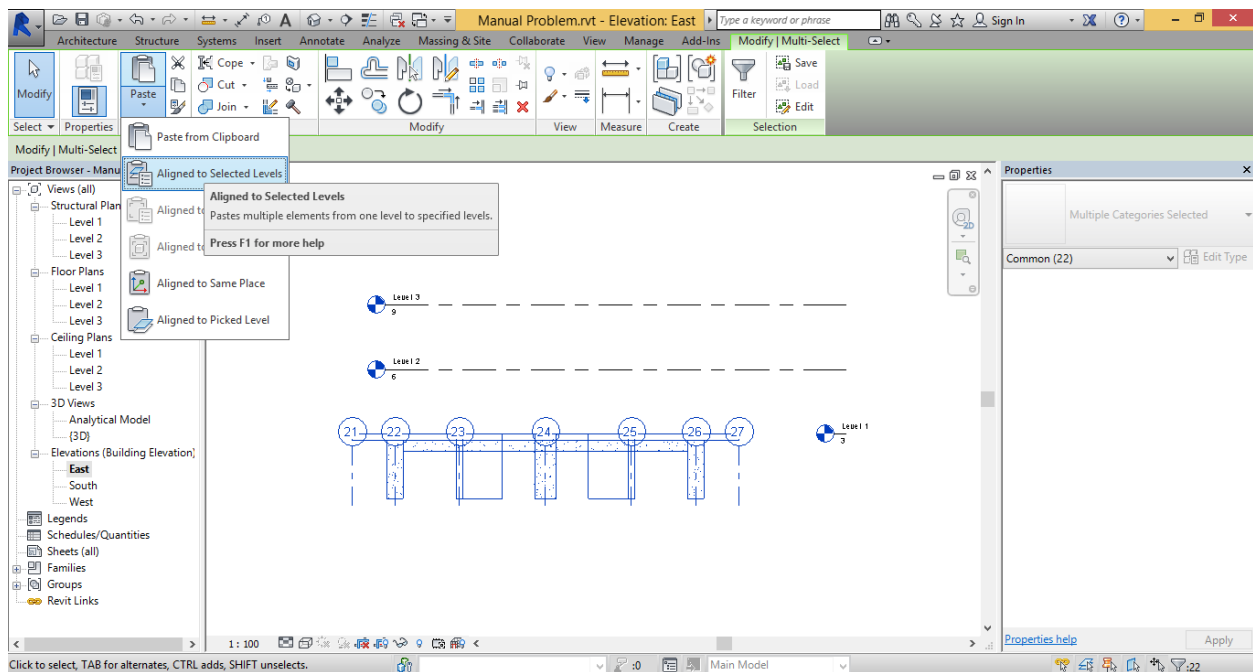 Manual Problem.rvt - Elevation: East
Type a keyword or phrase
Sign In
Architecture Structure Systems Insert Annotate Analyze Massing & Site Collaborate View Manage Add-Ins Modify | Multi-Select
Modify
Paste
Cope
Cut
Join
Filter
Save
Load
Edit
Select Properties Modify View Measure Create Selection
Modify | Multi-Select
Paste from Clipboard
Aligned to Selected Levels
Aligned to
Aligned to
Aligned to Same Place
Aligned to Picked Level
Aligned to Selected Levels
Pastes multiple elements from one level to specified levels.
Press F1 for more help
Project Browser - Manu
Views (all)
Structural Plan
Level 1
Level 2
Level 3
Floor Plans
Level 1
Level 2
Level 3
Ceiling Plans
Level 1
Level 2
Level 3
3D Views
Analytical Model
{3D}
Elevations (Building Elevation)
East
South
West
Legends
Schedules/Quantities
Sheets (all)
Families
Groups
Revit Links
2D
Level 3
9
Level 2
6
21 22 23 24 25 26 27
Level 1
3
Properties
Multiple Categories Selected
Common (22)
Edit Type
Properties help
Apply
1 : 100
Click to select, TAB for alternates, CTRL adds, SHIFT unselects.
:0
Main Model
:22